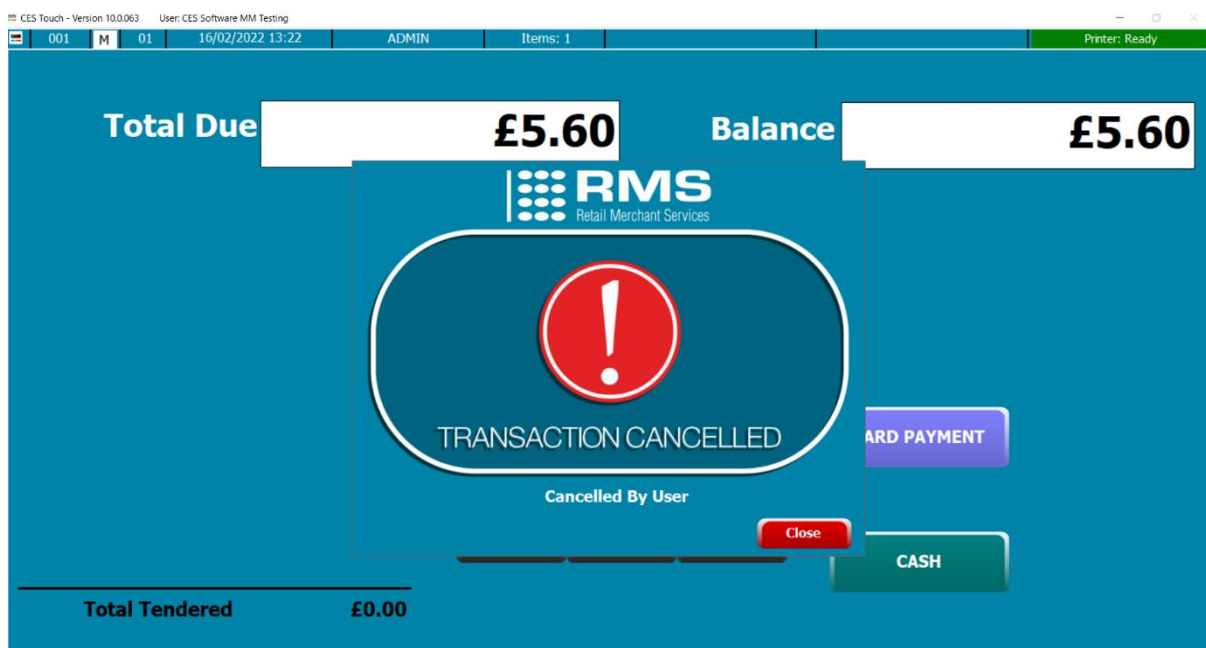 CES Touch - Version 10.0.063 User: CES Software MM Testing
001 M 01 16/02/2022 13:22 ADMIN Items: 1 Printer: Ready
Total Due £5.60 Balance £5.60
RMS
Retail Merchant Services
TRANSACTION CANCELLED
ARD PAYMENT
Cancelled By User
Close
CASH
Total Tendered £0.00